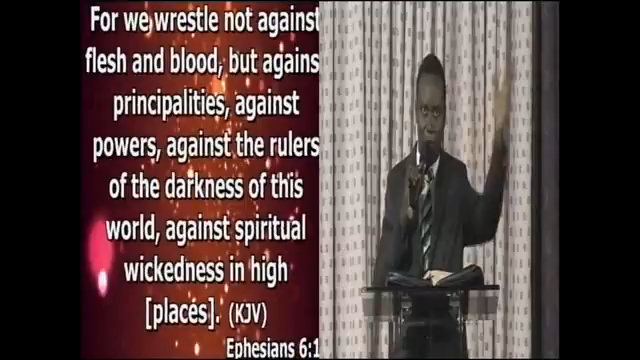 For we wrestle not against
flesh and blood, but agains
principalities, against
powers, against the rulers
of the darkness of this
world, against spiritual
wickedness in high
[places]. (KJV)
Ephesians 6:1